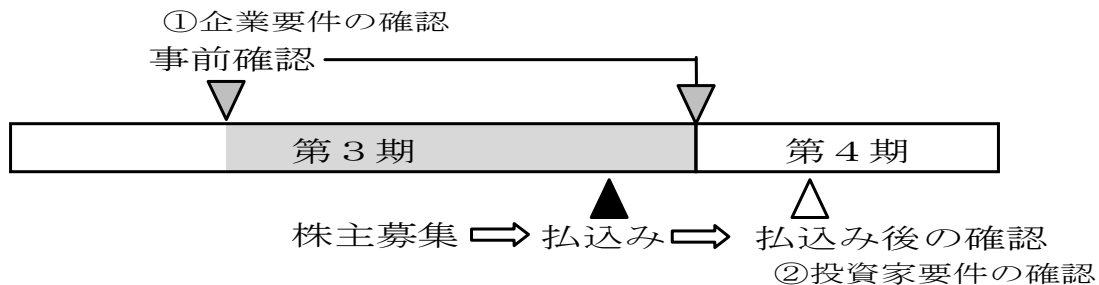 ①企業要件の確認
事前確認
第３期
第４期
株主募集
払込み
払込み後の確認
②投資家要件の確認